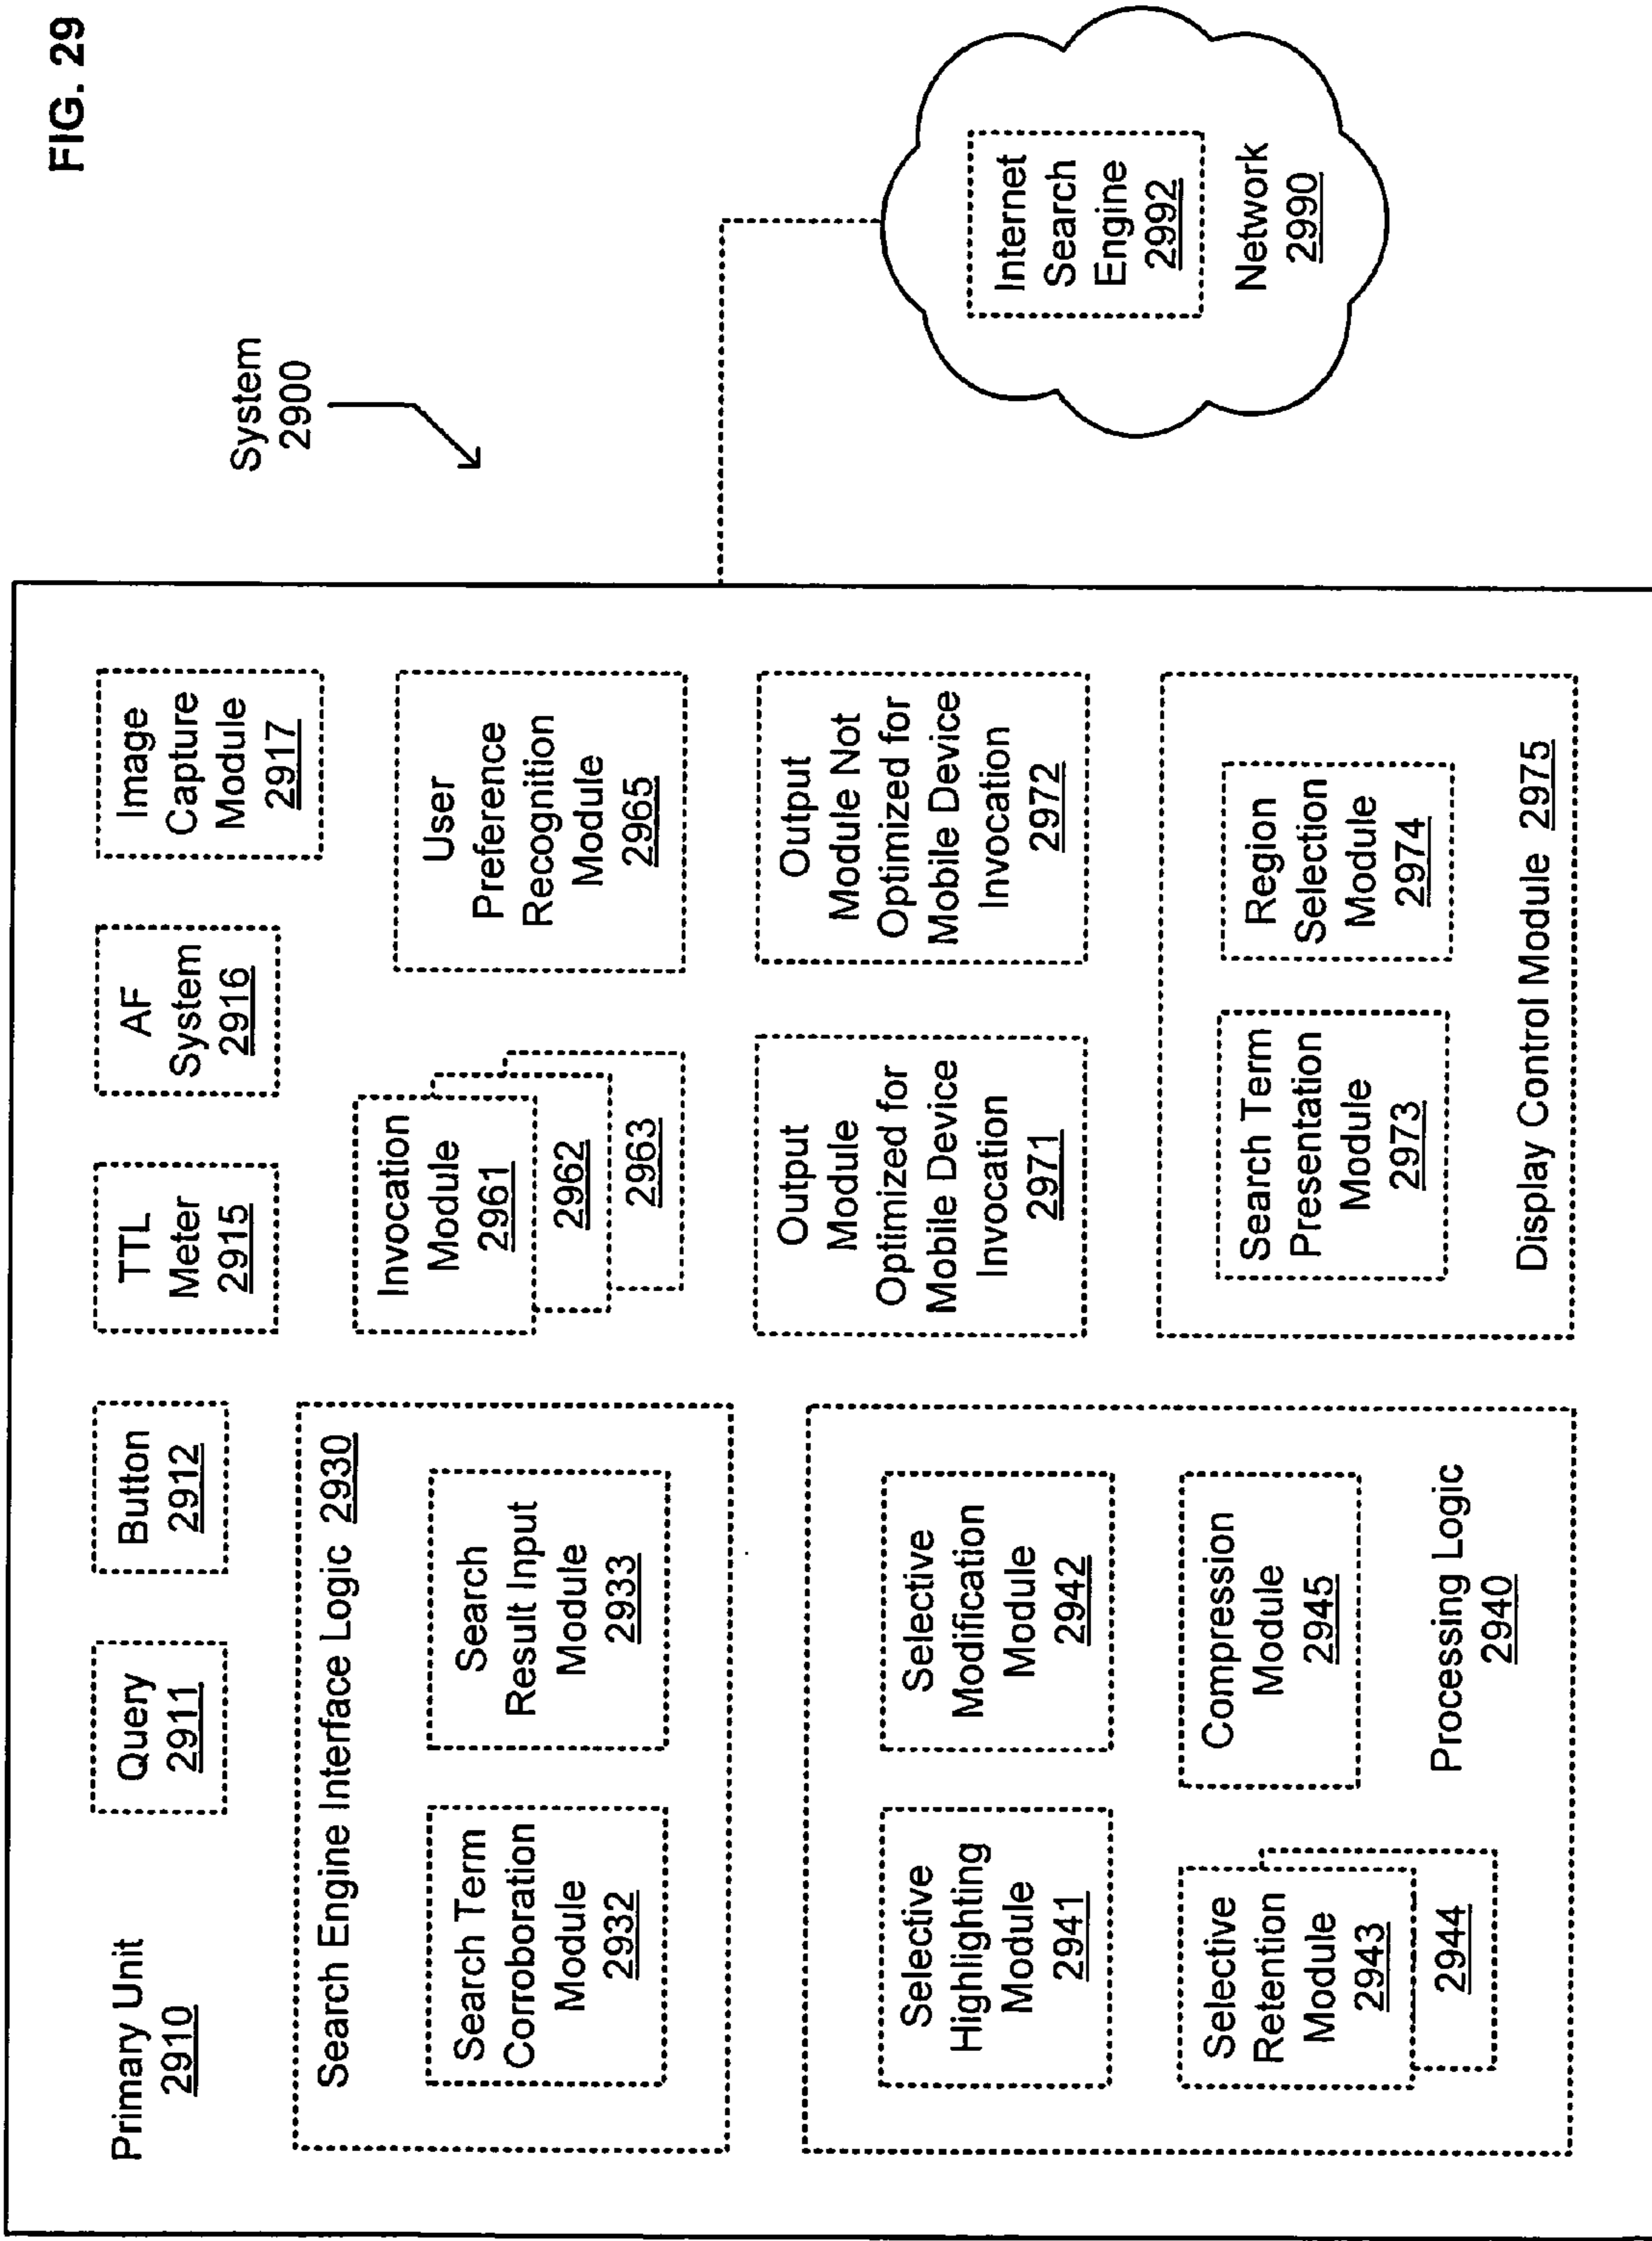 FIG. 29
System
2900
Primary Unit
2910
Query
2911
Button
2912
TTL
Meter
2915
AF
System
2916
Image
Capture
Module
2917
Search Engine Interface Logic 2930
Search Term
Corroboration
Module
2932
Search
Result Input
Module
2933
Invocation
Module
2961
2962
2963
User
Preference
Recognition
Module
2965
Output
Module
Optimized for
Mobile Device
Invocation
2971
Output
Module Not
Optimized for
Mobile Device
Invocation
2972
Selective
Highlighting
Module
2941
Selective
Modification
Module
2942
Selective
Retention
Module
2943
2944
Compression
Module
2945
Processing Logic
2940
Search Term
Presentation
Module
2973
Region
Selection
Module
2974
Display Control Module 2975
Internet
Search
Engine
2992
Network
2990